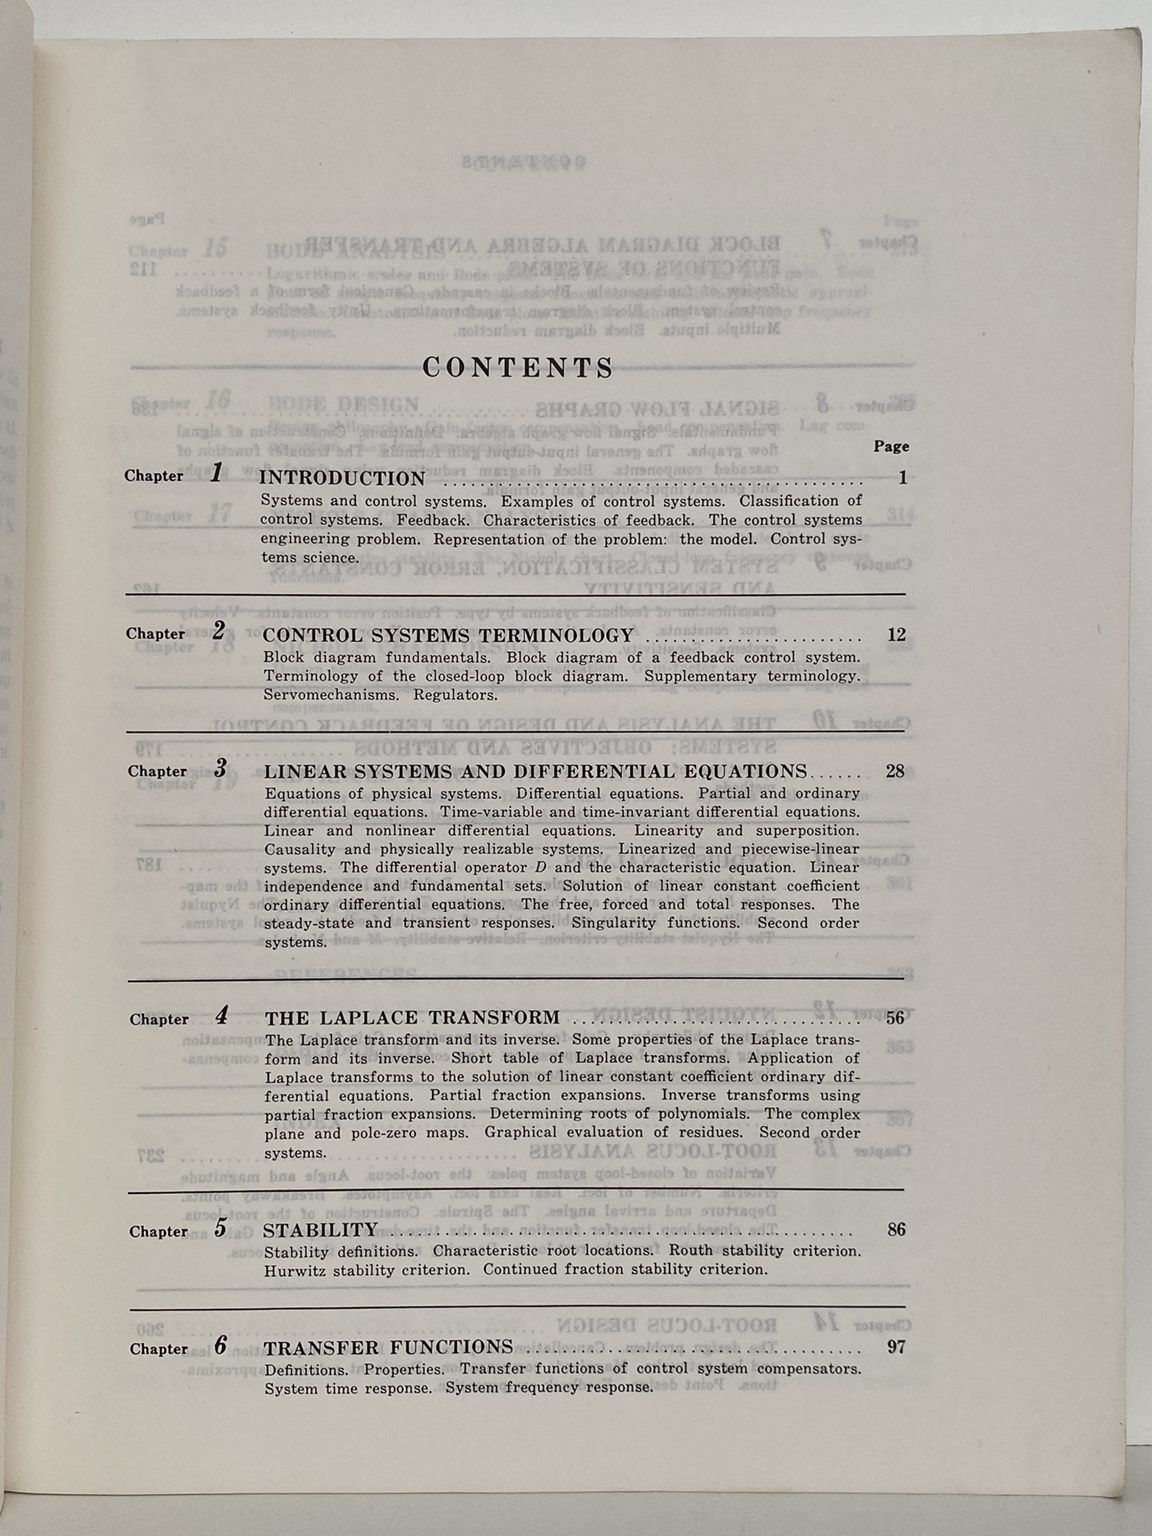 CONTENTS
Page
Chapter 1 INTRODUCTION ............................................. 1
Systems and control systems. Examples of control systems. Classification of
control systems. Feedback. Characteristics of feedback. The control systems
engineering problem. Representation of the problem: the model. Control sys-
tems science.
Chapter 2 CONTROL SYSTEMS TERMINOLOGY ........................ 12
Block diagram fundamentals. Block diagram of a feedback control system.
Terminology of the closed-loop block diagram. Supplementary terminology.
Servomechanisms. Regulators.
Chapter 3 LINEAR SYSTEMS AND DIFFERENTIAL EQUATIONS...... 28
Equations of physical systems. Differential equations. Partial and ordinary
differential equations. Time-variable and time-invariant differential equations.
Linear and nonlinear differential equations. Linearity and superposition.
Causality and physically realizable systems. Linearized and piecewise-linear
systems. The differential operator D and the characteristic equation. Linear
independence and fundamental sets. Solution of linear constant coefficient
ordinary differential equations. The free, forced and total responses. The
steady-state and transient responses. Singularity functions. Second order
systems.
Chapter 4 THE LAPLACE TRANSFORM ................................ 56
The Laplace transform and its inverse. Some properties of the Laplace trans-
form and its inverse. Short table of Laplace transforms. Application of
Laplace transforms to the solution of linear constant coefficient ordinary dif-
ferential equations. Partial fraction expansions. Inverse transforms using
partial fraction expansions. Determining roots of polynomials. The complex
plane and pole-zero maps. Graphical evaluation of residues. Second order
systems.
Chapter 5 STABILITY .................................................. 86
Stability definitions. Characteristic root locations. Routh stability criterion.
Hurwitz stability criterion. Continued fraction stability criterion.
Chapter 6 TRANSFER FUNCTIONS ..................................... 97
Definitions. Properties. Transfer functions of control system compensators.
System time response. System frequency response.